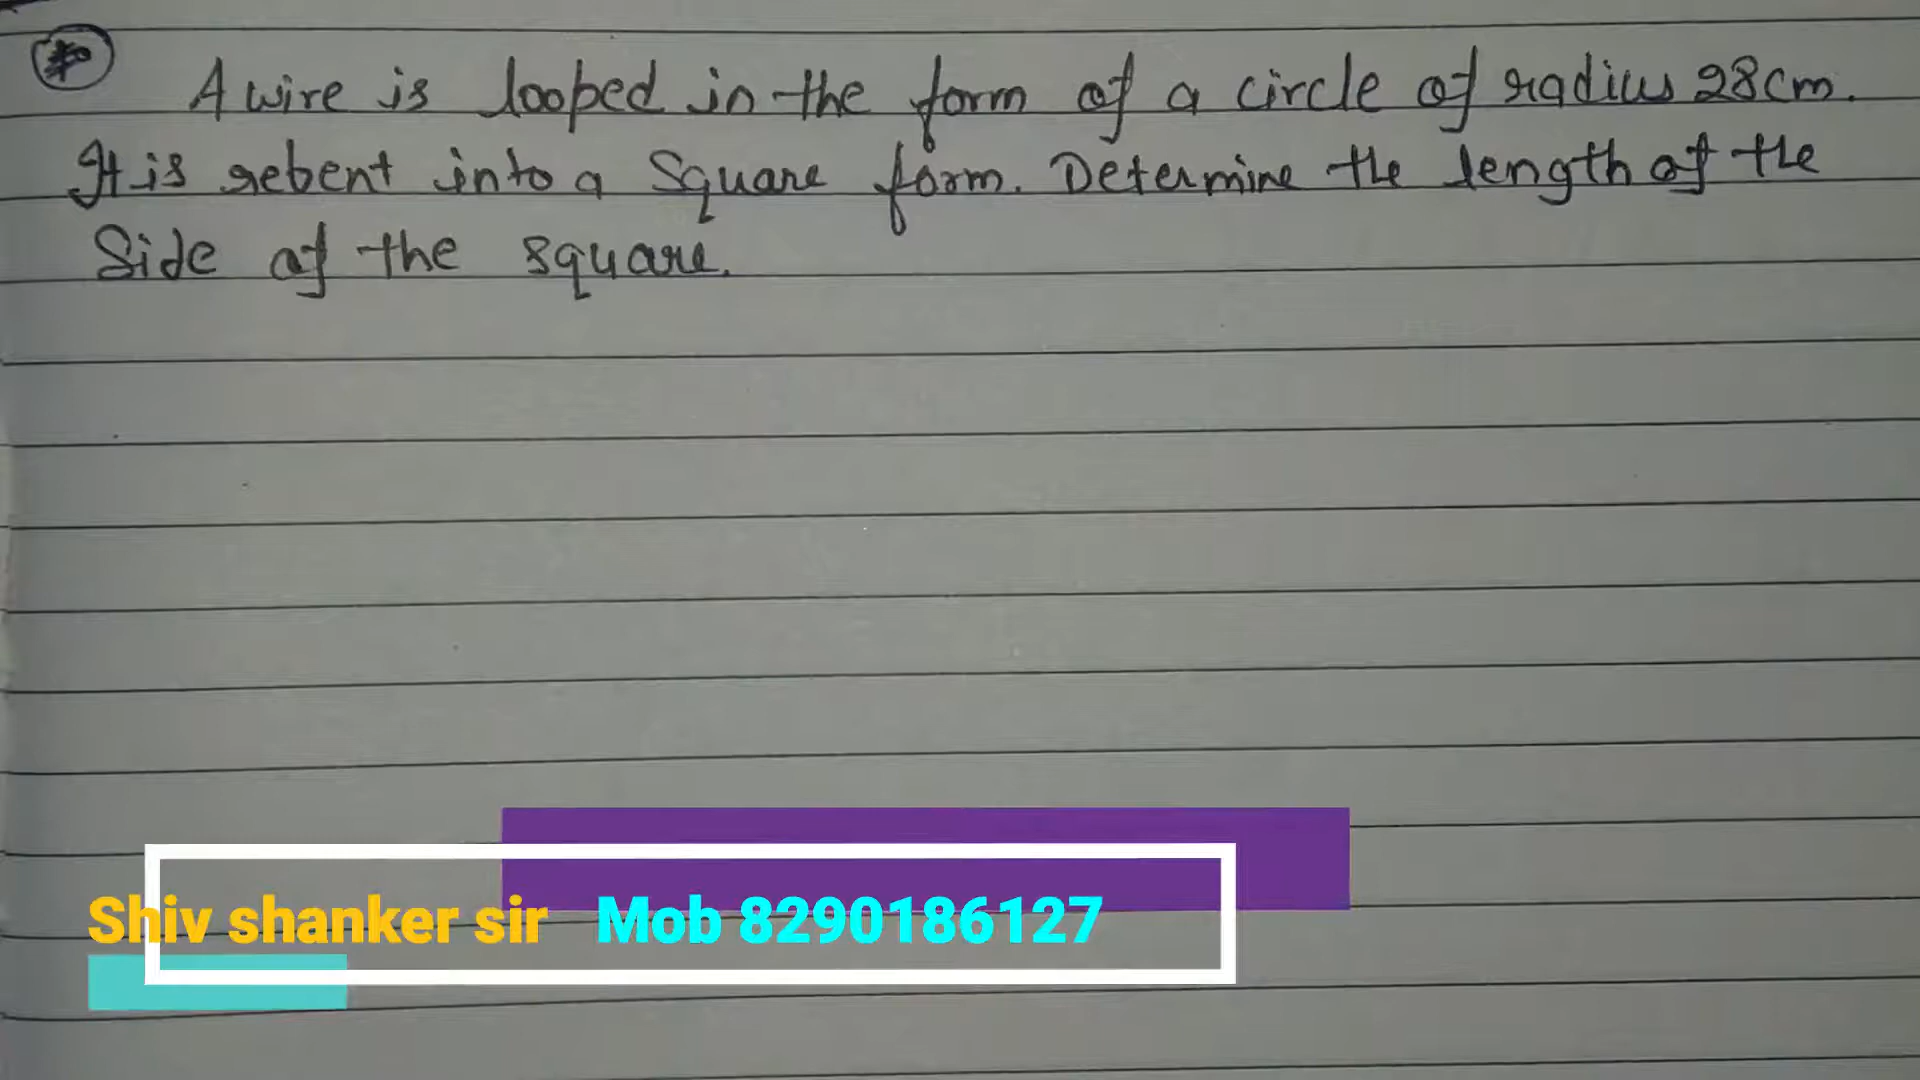 A wire is looped in the form of a circle of radius 28cm.
It is rebent into a Square form. Determine the length of the
Side of the square.
Shiv shanker sir Mob 8290186127